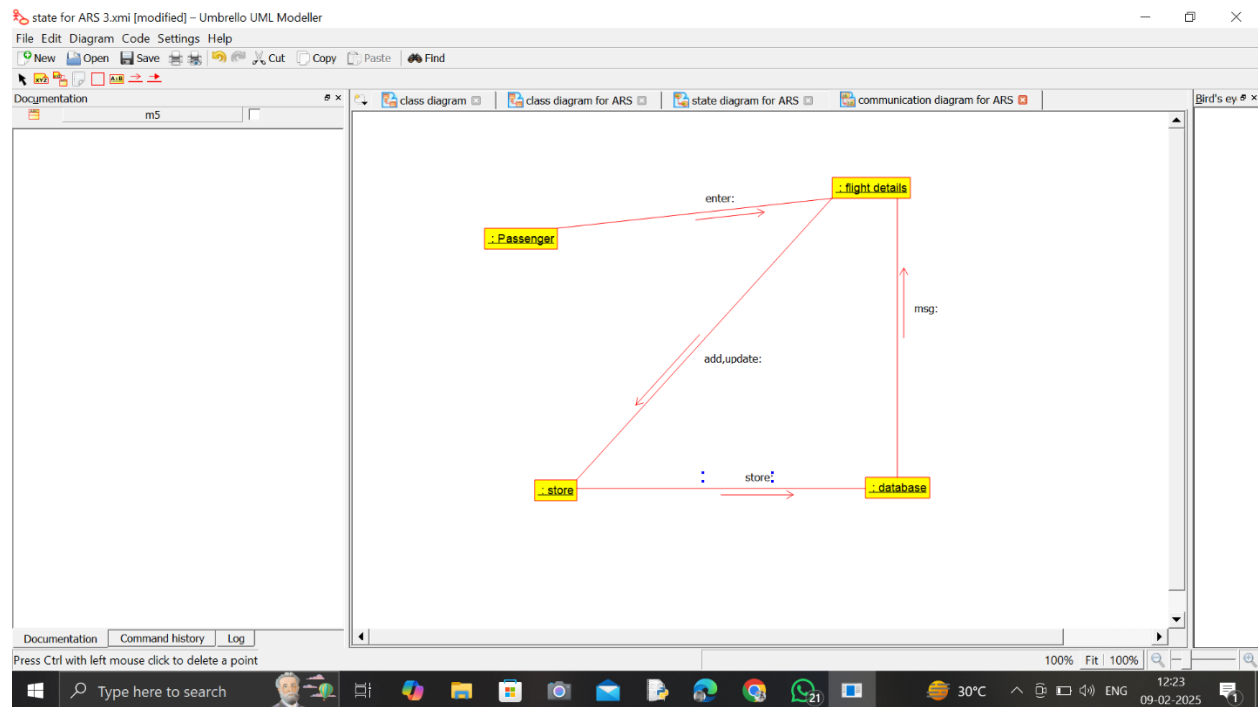 state for ARS 3.xmi [modified] – Umbrello UML Modeller
File Edit Diagram Code Settings Help
New Open Save Cut Copy Paste Find
XYZ A:B
Documentation
class diagram class diagram for ARS state diagram for ARS communication diagram for ARS
Bird's ey
m5
: flight details
enter:
: Passenger
msg:
add,update:
store:
: store
: database
Documentation Command history Log
Press Ctrl with left mouse click to delete a point
100% Fit 100%
Type here to search
21
30°C
ENG
12:23
09-02-2025
1